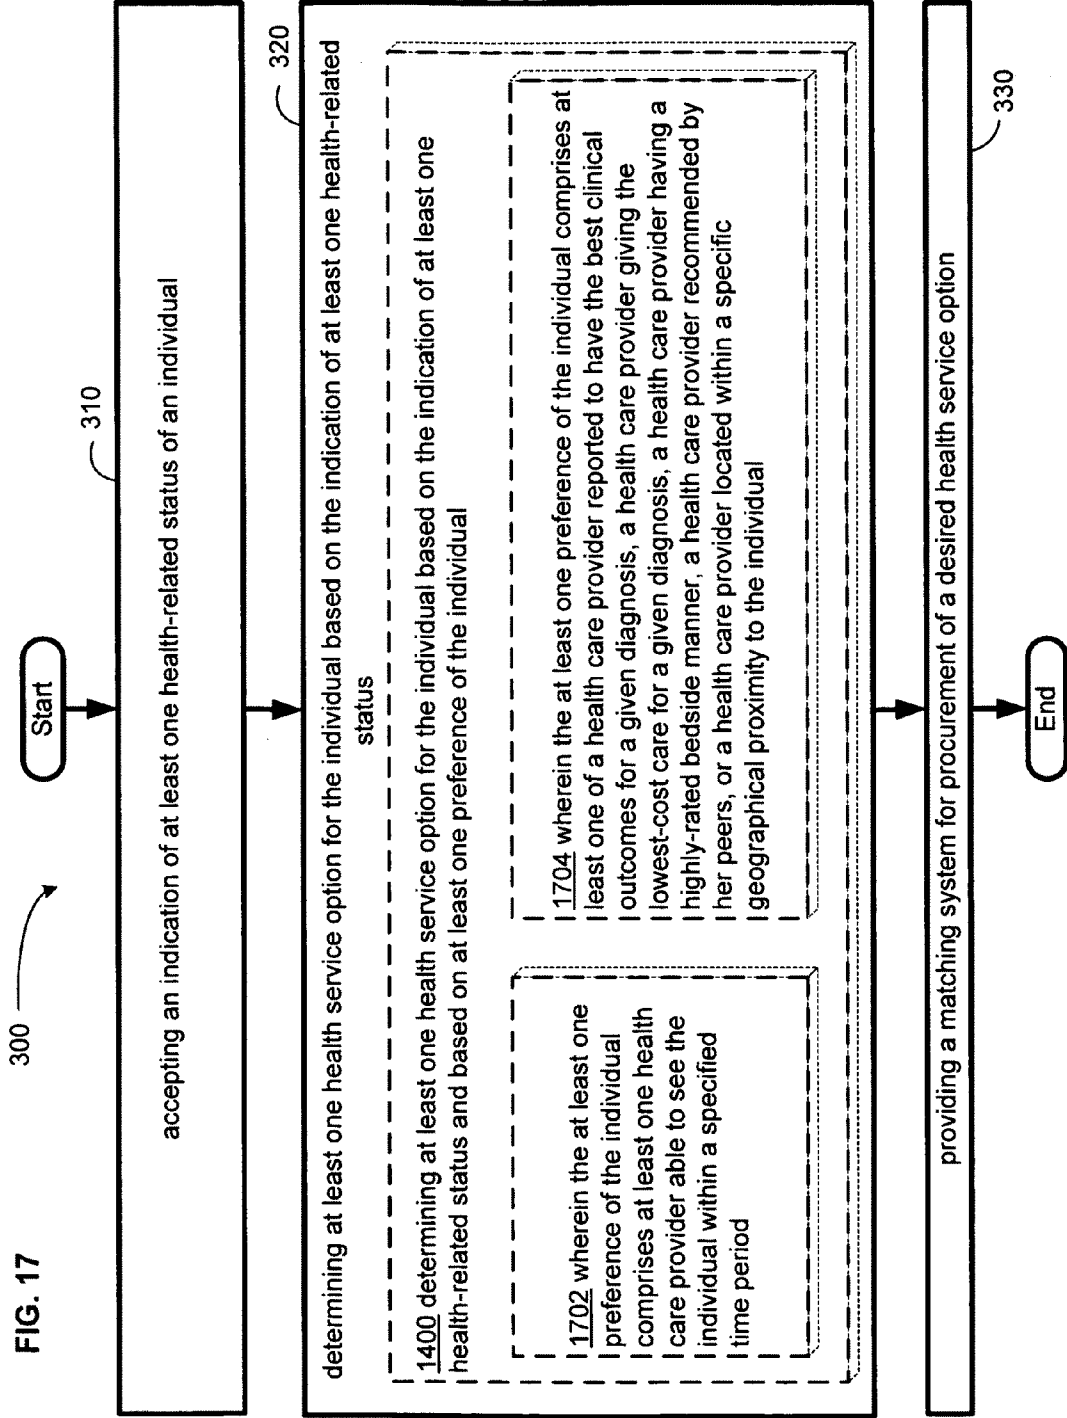 FIG. 17
300
Start
310
accepting an indication of at least one health-related status of an individual
320
determining at least one health service option for the individual based on the indication of at least one health-related
status
1400 determining at least one health service option for the individual based on the indication of at least one
health-related status and based on at least one preference of the individual
1702 wherein the at least one
preference of the individual
comprises at least one health
care provider able to see the
individual within a specified
time period
1704 wherein the at least one preference of the individual comprises at
least one of a health care provider reported to have the best clinical
outcomes for a given diagnosis, a health care provider giving the
lowest-cost care for a given diagnosis, a health care provider having a
highly-rated bedside manner, a health care provider recommended by
her peers, or a health care provider located within a specific
geographical proximity to the individual
330
providing a matching system for procurement of a desired health service option
End